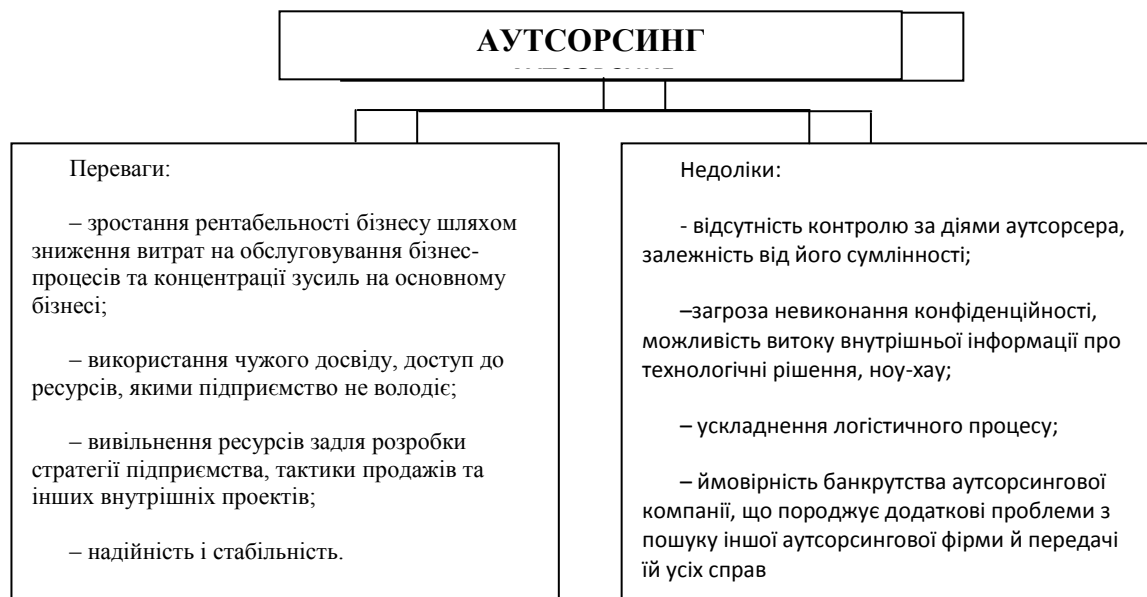 АУТСОРСИНГ
Переваги:
– зростання рентабельності бізнесу шляхом
зниження витрат на обслуговування бізнес-
процесів та концентрації зусиль на основному
бізнесі;
– використання чужого досвіду, доступ до
ресурсів, якими підприємство не володіє;
– вивільнення ресурсів задля розробки
стратегії підприємства, тактики продажів та
інших внутрішніх проектів;
– надійність і стабільність.
Недоліки:
- відсутність контролю за діями аутсорсера,
залежність від його сумлінності;
–загроза невиконання конфіденційності,
можливість витоку внутрішньої інформації про
технологічні рішення, ноу-хау;
– ускладнення логістичного процесу;
– ймовірність банкрутства аутсорсингової
компанії, що породжує додаткові проблеми з
пошуку іншої аутсорсингової фірми й передачі
їй усіх справ